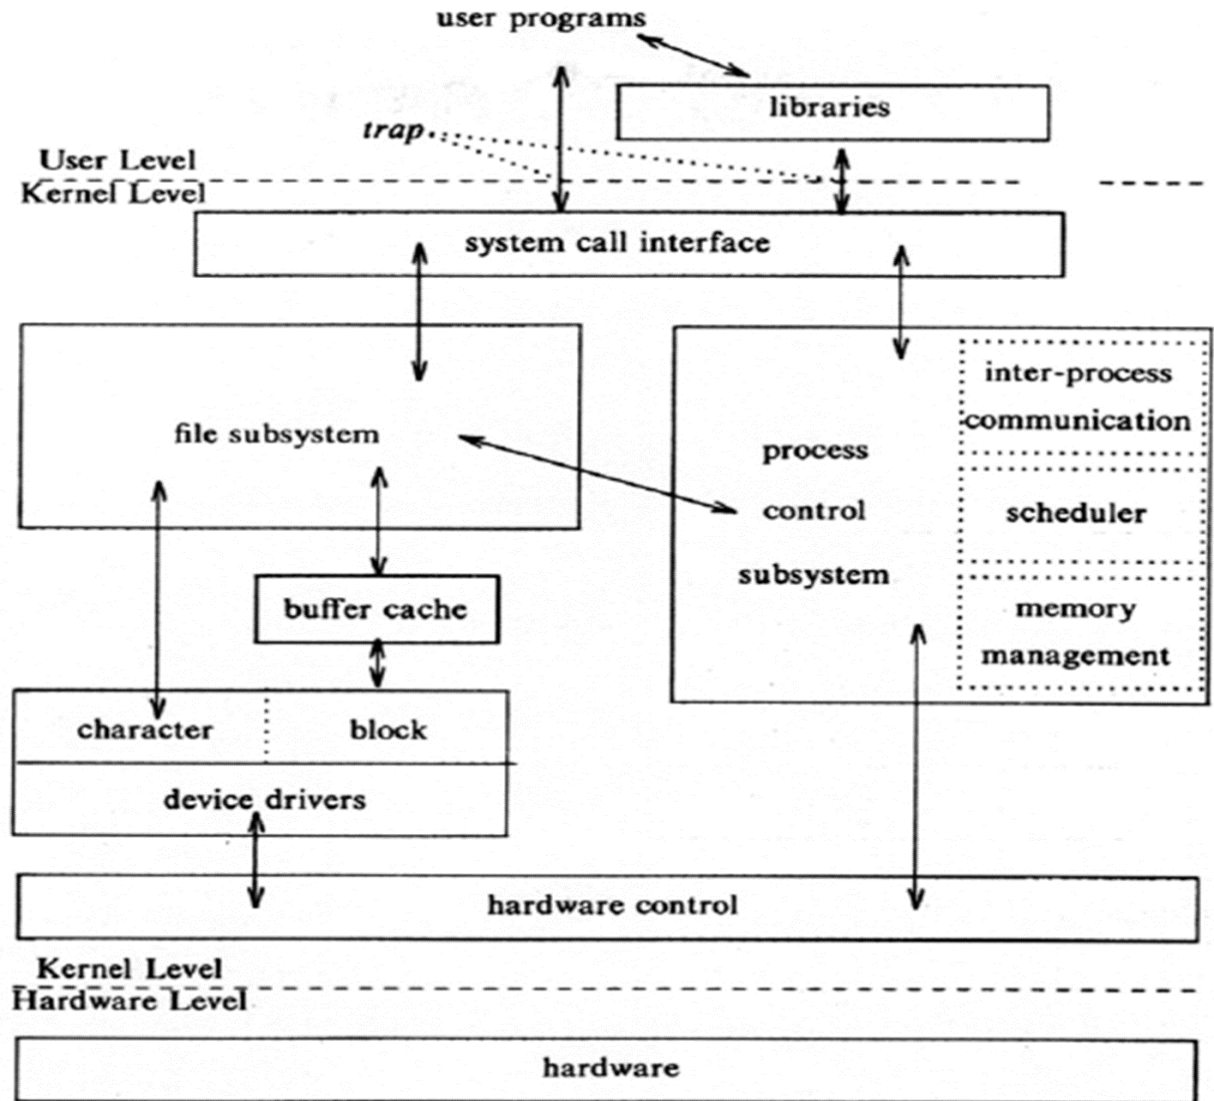 user programs
libraries
trap
User Level
Kernel Level
system call interface
inter-process
communication
file subsystem
process
control
subsystem
scheduler
buffer cache
memory
management
character
block
device drivers
hardware control
Kernel Level
Hardware Level
hardware